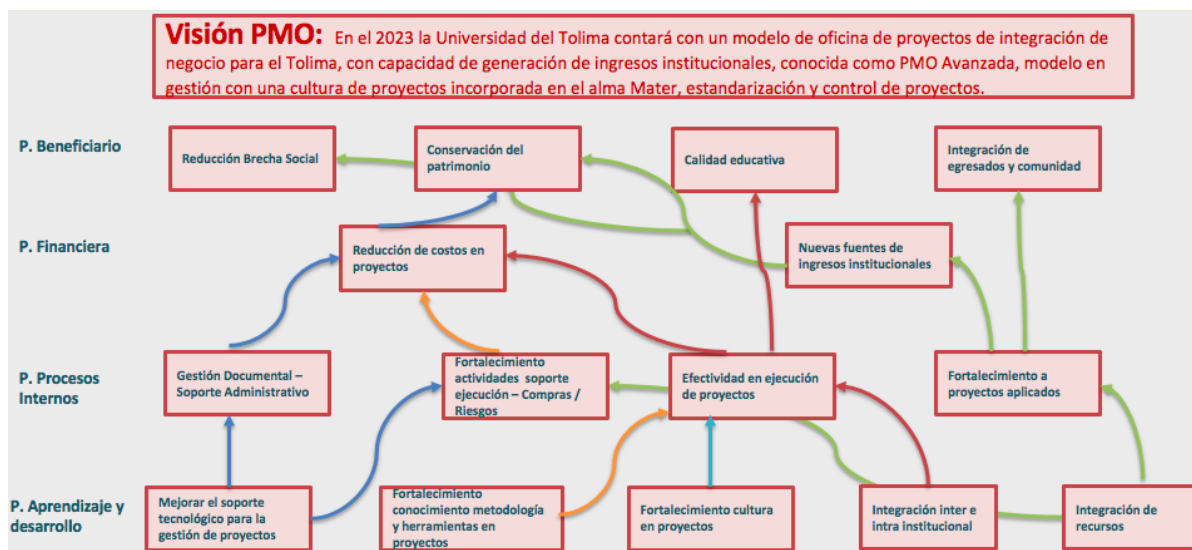 Visión PMO: En el 2023 la Universidad del Tolima contará con un modelo de oficina de proyectos de integración de
negocio para el Tolima, con capacidad de generación de ingresos institucionales, conocida como PMO Avanzada, modelo en
gestión con una cultura de proyectos incorporada en el alma Mater, estandarización y control de proyectos.
P. Beneficiario
Reducción Brecha Social
Conservación del
patrimonio
Calidad educativa
Integración de
egresados y comunidad
P. Financiera
Reducción de costos en
proyectos
Nuevas fuentes de
ingresos institucionales
P. Procesos
Internos
Gestión Documental –
Soporte Administrativo
Fortalecimiento
actividades soporte
ejecución – Compras /
Riesgos
Efectividad en ejecución
de proyectos
Fortalecimiento a
proyectos aplicados
P. Aprendizaje y
desarrollo
Mejorar el soporte
tecnológico para la
gestión de proyectos
Fortalecimiento
conocimiento metodología
y herramientas en
proyectos
Fortalecimiento cultura
en proyectos
Integración inter e
intra institucional
Integración de
recursos